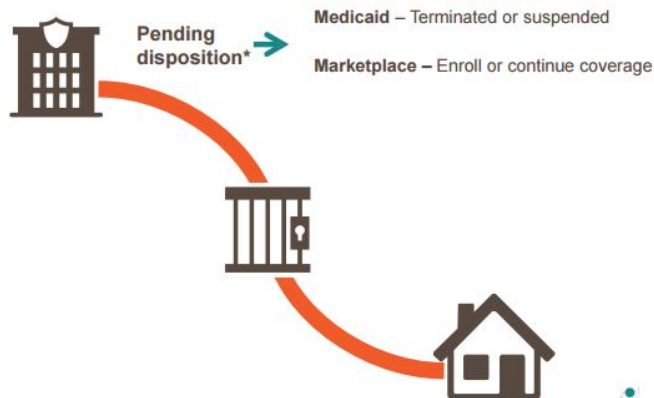 Pending
disposition*
Medicaid – Terminated or suspended
Marketplace – Enroll or continue coverage